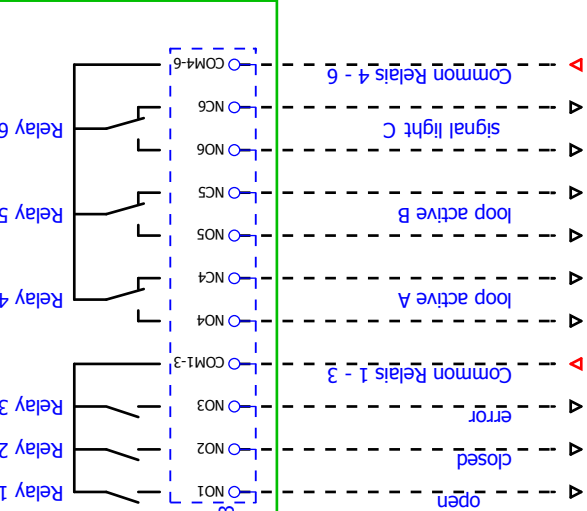 open
NO1
Relay 1
closed
NO2
Relay 2
error
NO3
Relay 3
Common Relais 1 - 3
COM1-3
NO4
loop active A
Relay 4
NC4
NO5
loop active B
Relay 5
NC5
NO6
signal light C
Relay 6
NC6
Common Relais 4 - 6
COM4-6